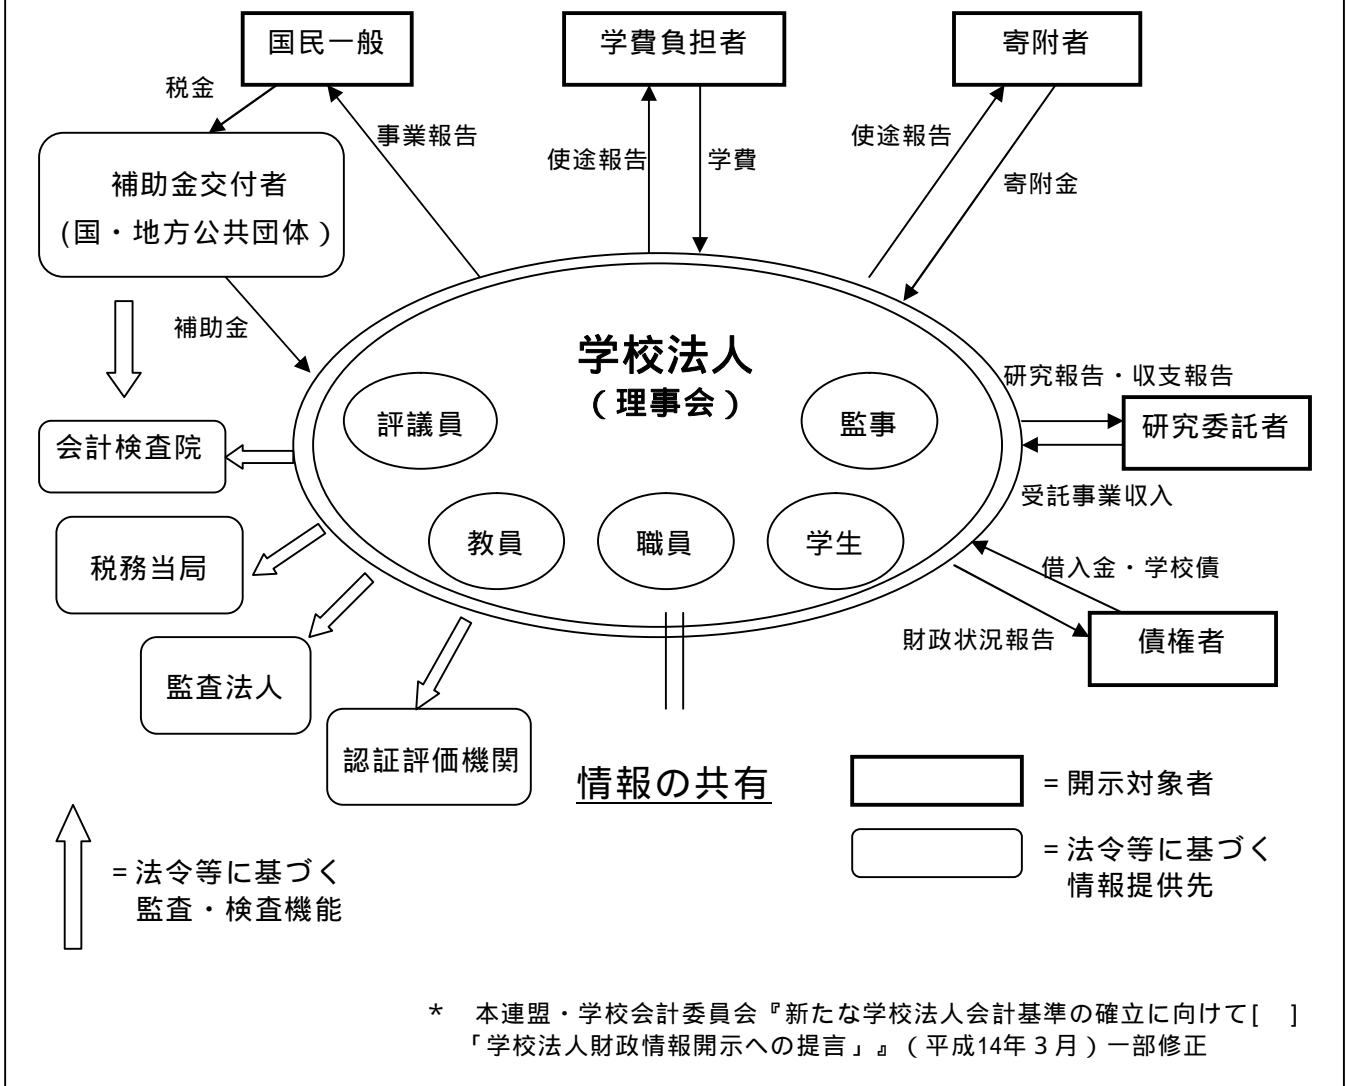 国民一般
学費負担者
寄附者
税金
事業報告
使途報告
学費
使途報告
寄附金
補助金交付者
(国・地方公共団体）
補助金
学校法人
（理事会）
研究報告・収支報告
評議員
監事
研究委託者
会計検査院
受託事業収入
教員
職員
学生
税務当局
借入金・学校債
財政状況報告
債権者
監査法人
認証評価機関
情報の共有
=開示対象者
=法令等に基づく
情報提供先
=法令等に基づく
監査・検査機能
*　本連盟・学校会計委員会『新たな学校法人会計基準の確立に向けて[　]
「学校法人財政情報開示への提言」』（平成14年３月）一部修正